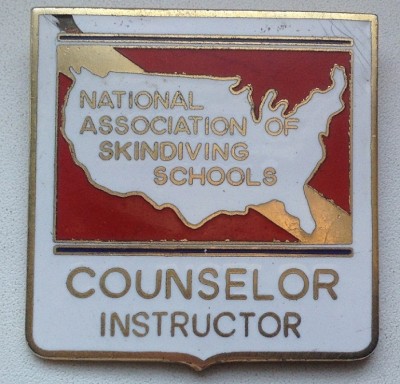 NATIONAL
ASSOCIATION OF
SKINDIVING
SCHOOLS
COUNSELOR
INSTRUCTOR